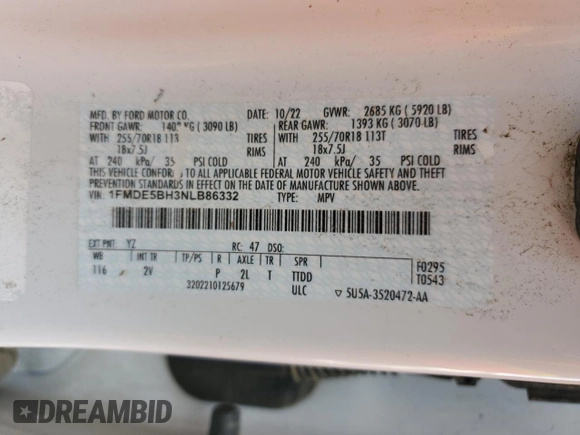 MFD. BY FORD MOTOR CO. DATE: 10/22 GVWR: 2685 KG ( 5920 LB)
FRONT GAWR: KG ( 3090 LB) REAR GAWR: 1393 KG ( 3070 LB)
WITH 255/70R18 113 TIRES WITH 255/70R18 113T TIRES
18x7.5J RIMS 18x7.5J RIMS
AT 240 kPa/ 35 PSI COLD AT 240 kPa/ 35 PSI COLD
THIS VEHICLE CONFORMS TO ALL APPLICABLE FEDERAL MOTOR VEHICLE SAFETY AND BUMPER
STANDARDS IN EFFECT ON THE DATE OF MANUFACTURE SHOWN ABOVE.
VIN: 1FMDE5BH3NLB86332 TYPE: MPV
EXT PNT: YZ RC: 47 DSO:
WB INT TR TP/PS R AXLE TR SPR F0295
116 2V P 2L T TTDD T0543
3202210125679 ULC ▽ 5U5A-3520472-AA
DREAMBID